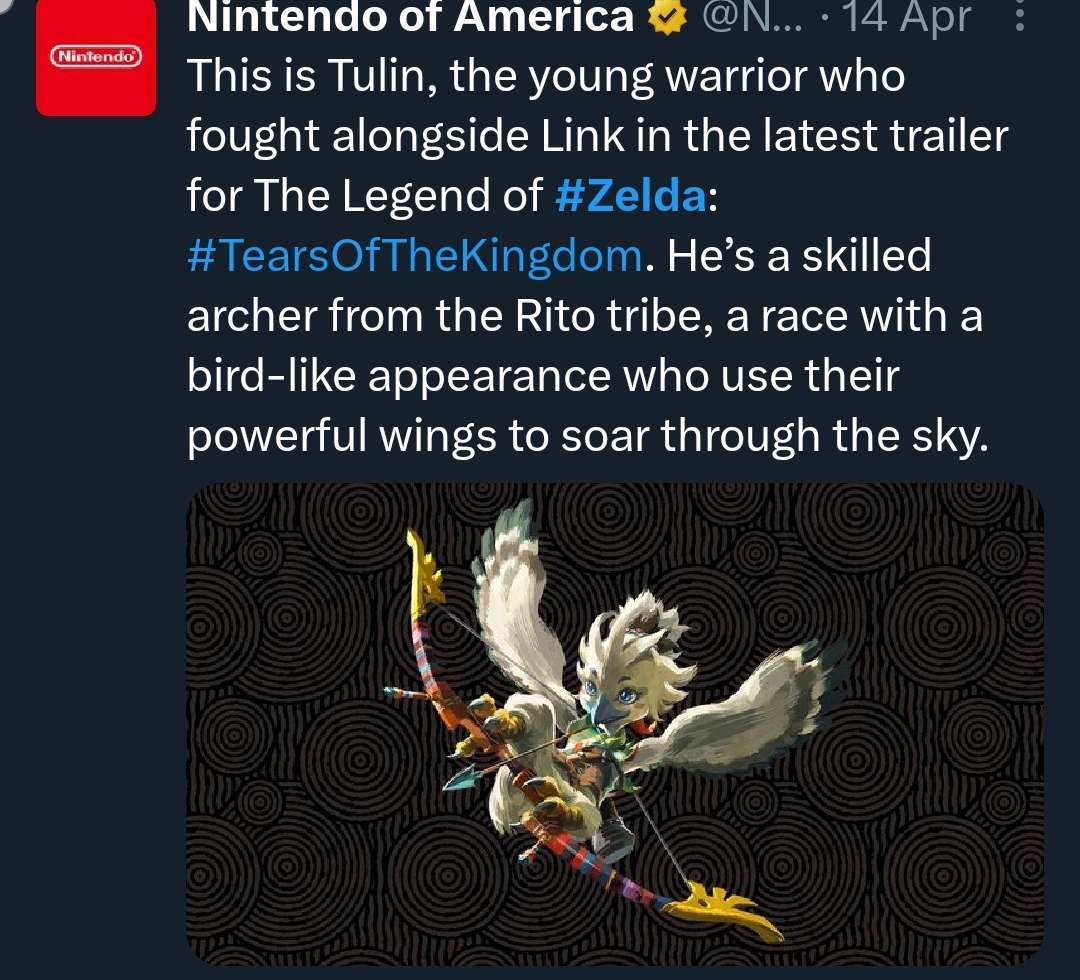 Nintendo of America @N... · 14 Apr
Nintendo
This is Tulin, the young warrior who
fought alongside Link in the latest trailer
for The Legend of #Zelda:
#TearsOfTheKingdom. He’s a skilled
archer from the Rito tribe, a race with a
bird-like appearance who use their
powerful wings to soar through the sky.